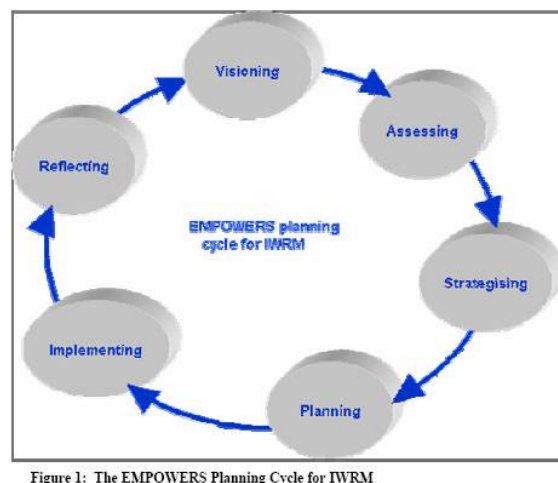 Visioning
Assessing
Reflecting
EMPOWERS planning
cycle for IWRM
Strategising
Implementing
Planning
Figure 1: The EMPOWERS Planning Cycle for IWRM